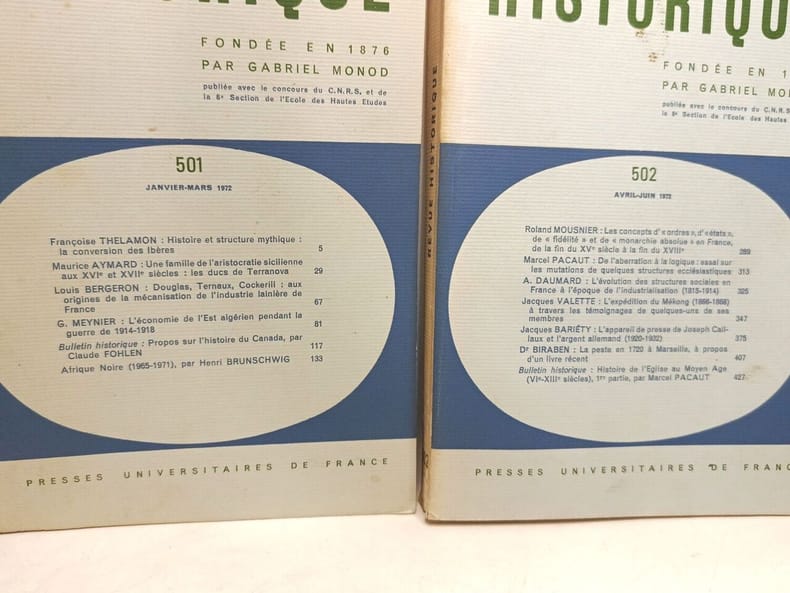 FONDÉE EN 1876
PAR GABRIEL MONOD
publiée avec le concours du C.N.R.S. et de
la 6e Section de l'Ecole des Hautes Etudes
501
JANVIER-MARS 1972
Françoise THELAMON : Histoire et structure mythique :
la conversion des Ibères 5
Maurice AYMARD : Une famille de l'aristocratie sicilienne
aux XVIe et XVIIe siècles : les ducs de Terranova 29
Louis BERGERON : Douglas, Ternaux, Cockerill : aux
origines de la mécanisation de l'industrie lainière de
France 67
G. MEYNIER : L'économie de l'Est algérien pendant la
guerre de 1914-1918 81
Bulletin historique : Propos sur l'histoire du Canada, par
Claude FOHLEN 117
Afrique Noire (1965-1971), par Henri BRUNSCHWIG 133
PRESSES UNIVERSITAIRES DE FRANCE
REVUE HISTORIQUE
HISTORIQU
FONDÉE EN 1
PAR GABRIEL MON
publiée avec le concours du C.N.R.
la 6e Section de l'Ecole des Hautes
502
AVRIL-JUIN 1972
Roland MOUSNIER : Les concepts d'« ordres », d'« états »,
de « fidélité » et de « monarchie absolue » en France,
de la fin du XVe siècle à la fin du XVIIIe 289
Marcel PACAUT : De l'aberration à la logique : essai sur
les mutations de quelques structures ecclésiastiques 313
A. DAUMARD : L'évolution des structures sociales en
France à l'époque de l'industrialisation (1815-1914) 325
Jacques VALETTE : L'expédition du Mékong (1866-1868)
à travers les témoignages de quelques-uns de ses
membres 347
Jacques BARIÉTY : L'appareil de presse de Joseph Cail-
laux et l'argent allemand (1920-1932) 375
Dr BIRABEN : La peste en 1720 à Marseille, à propos
d'un livre récent 407
Bulletin historique : Histoire de l'Eglise au Moyen Age
(VIe-XIIIe siècles), 1re partie, par Marcel PACAUT 427
PRESSES UNIVERSITAIRES DE FRANC